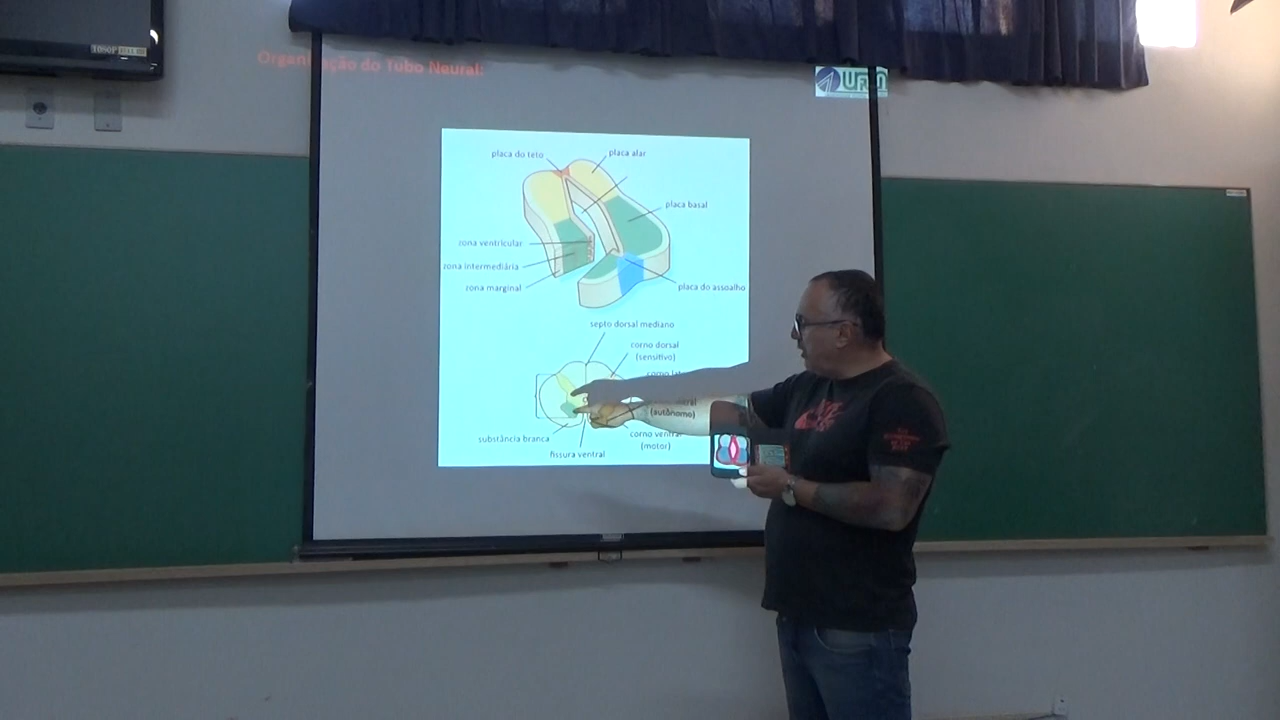 1080P
Organização do Tubo Neural:
placa do teto
placa alar
placa basal
zona ventricular
zona intermediária
zona marginal
placa do assoalho
septo dorsal mediano
corno dorsal
(sensitivo)
(autônomo)
substância branca
corno ventral
(motor)
fissura ventral